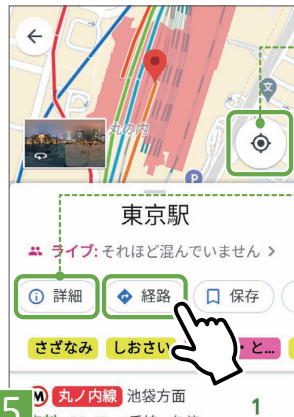 丸の内
文
P
東京駅
ライブ: それほど混んでいません >
詳細
経路
保存
さざなみ しおさい ・と...
M 丸ノ内線 池袋方面
5
1